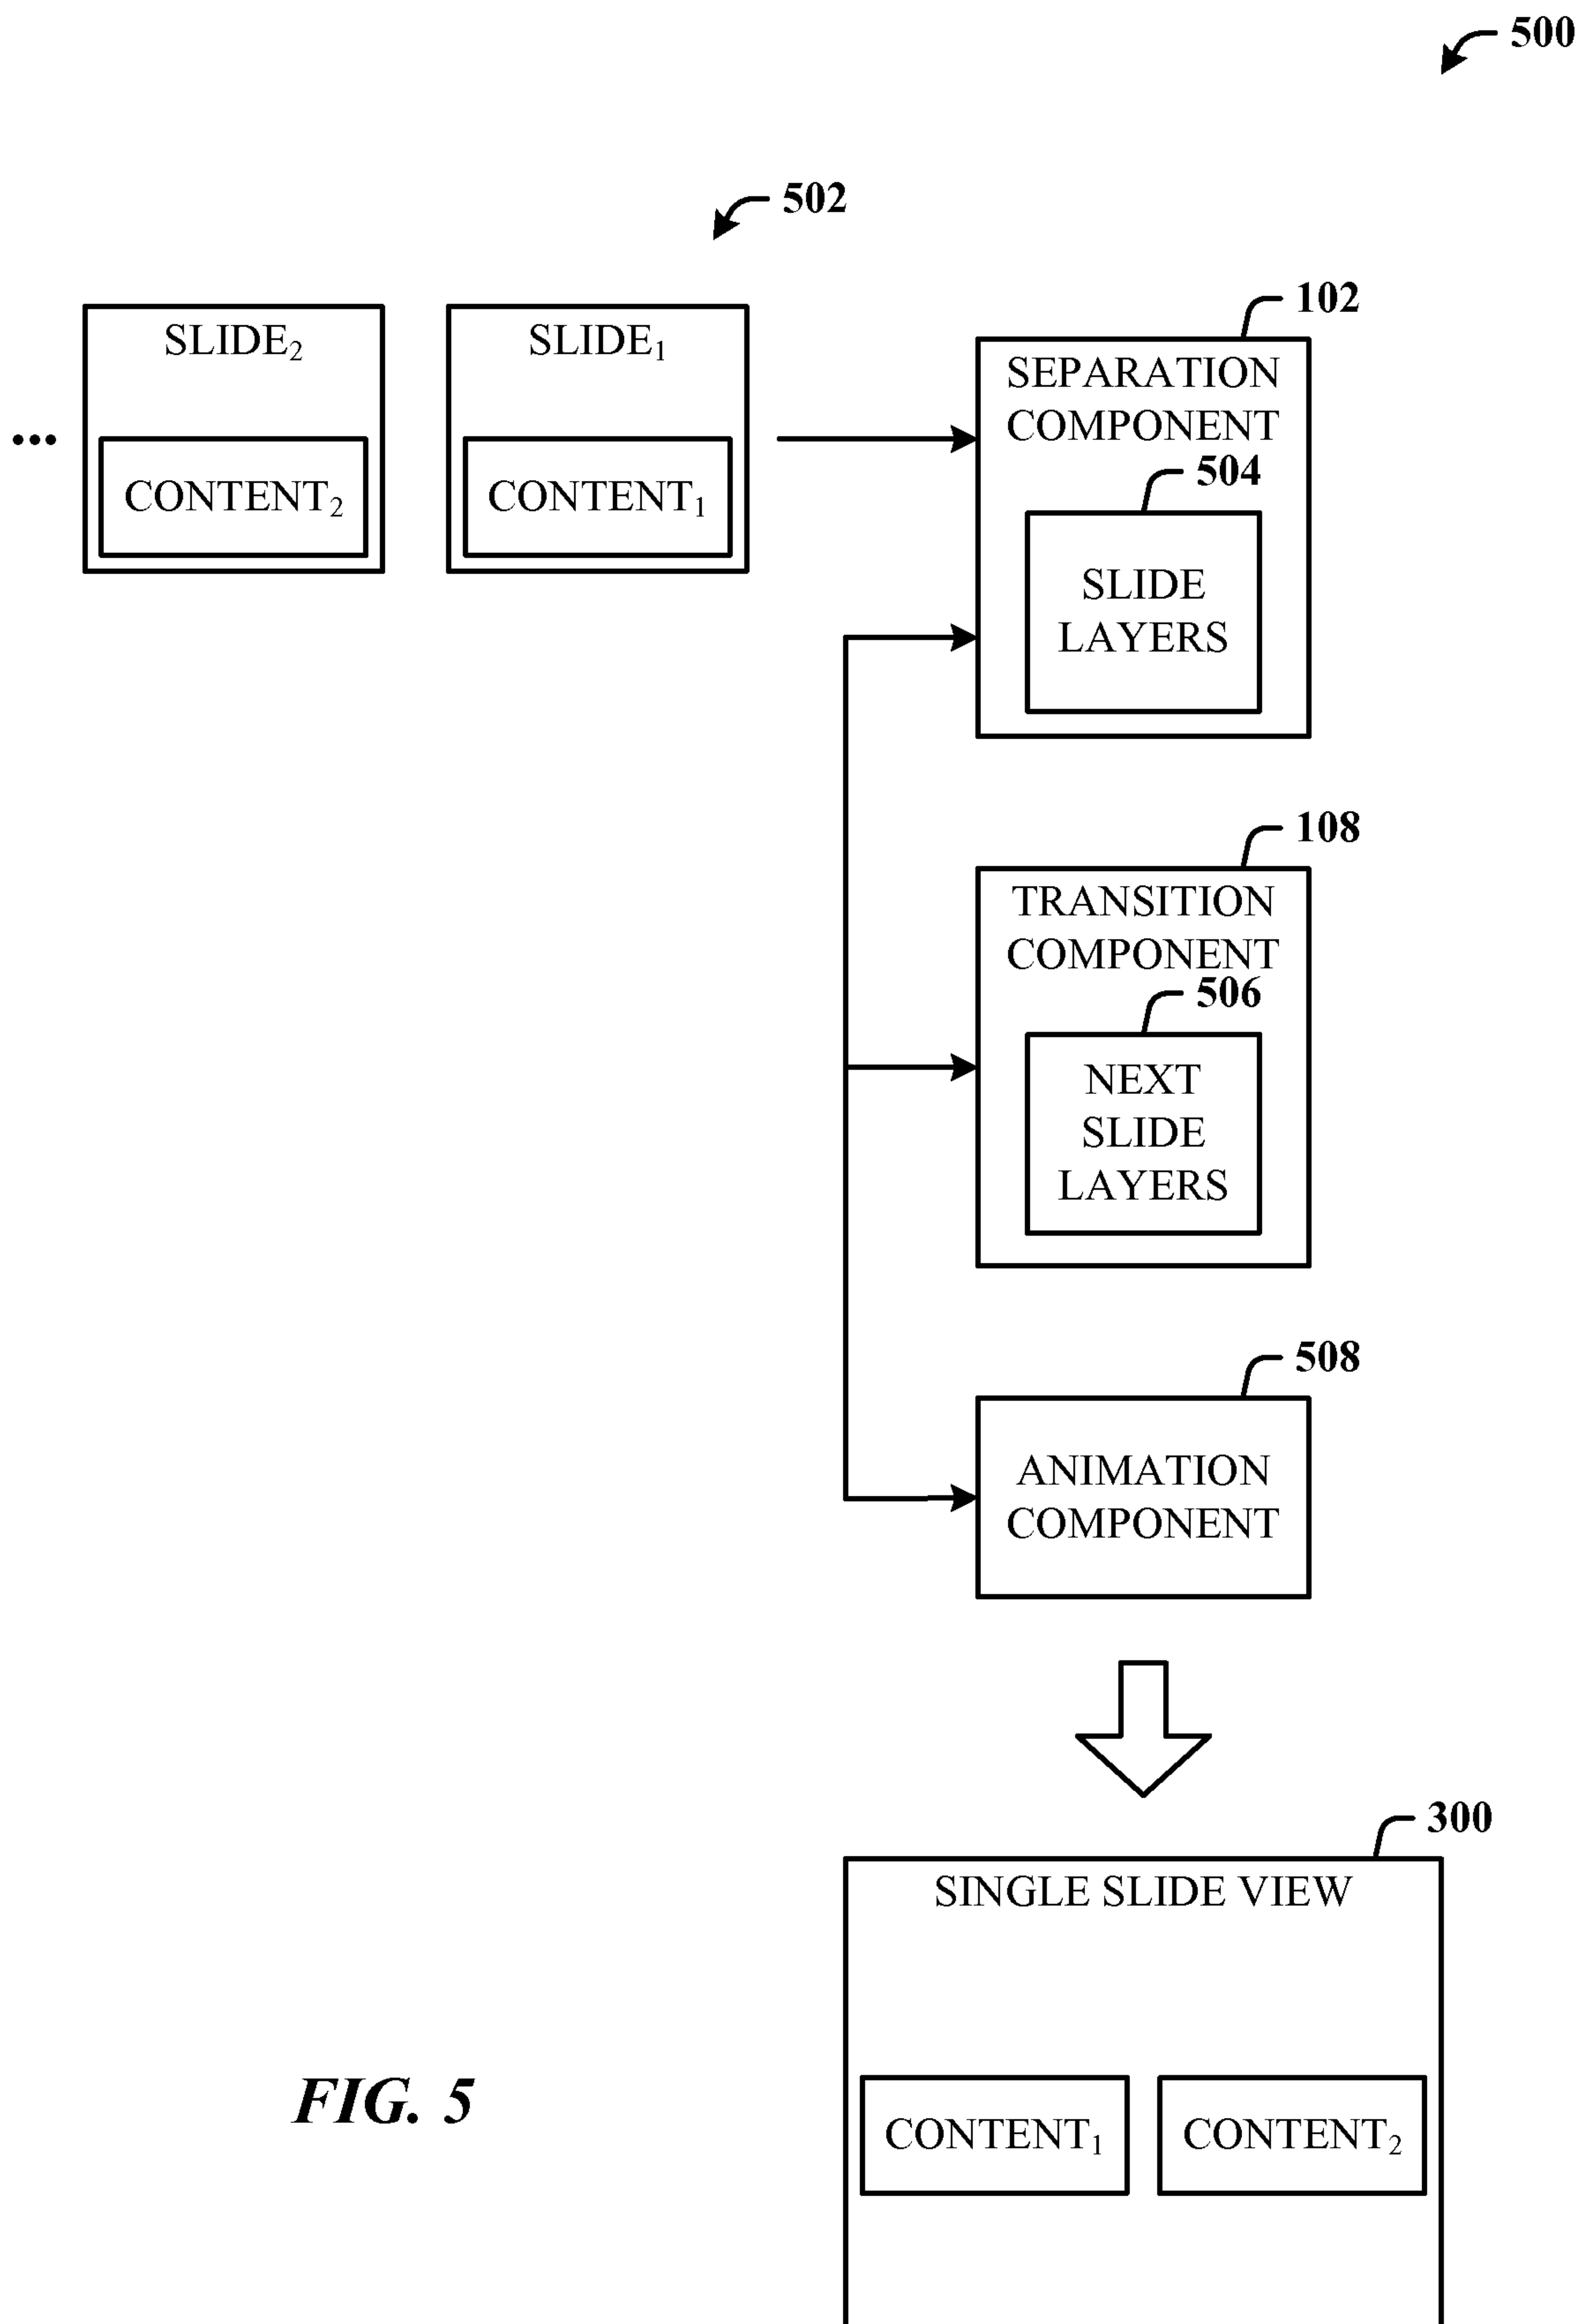 500
502
102
SLIDE₂
SLIDE₁
SEPARATION
COMPONENT
504
...
CONTENT₂
CONTENT₁
SLIDE
LAYERS
108
TRANSITION
COMPONENT
506
NEXT
SLIDE
LAYERS
508
ANIMATION
COMPONENT
300
SINGLE SLIDE VIEW
CONTENT₁
CONTENT₂
FIG. 5